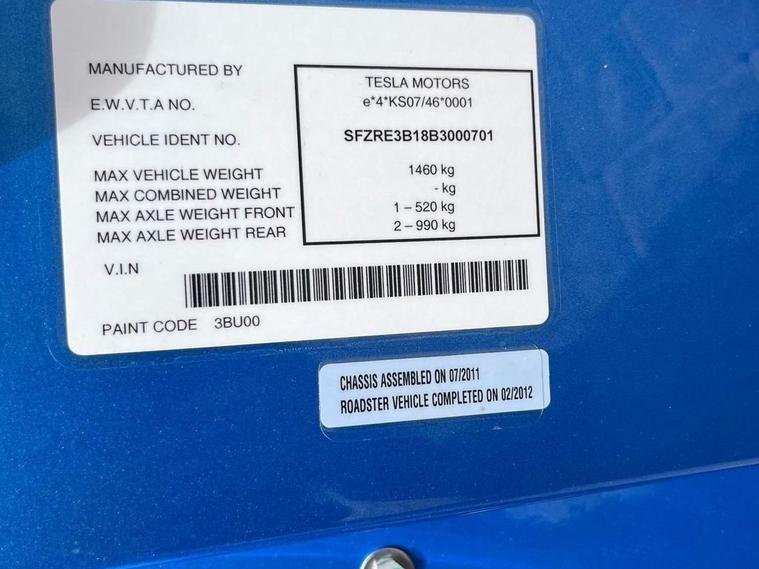 MANUFACTURED BY TESLA MOTORS
E.W.V.T.A NO. e*4*KS07/46*0001
VEHICLE IDENT NO. SFZRE3B18B3000701
MAX VEHICLE WEIGHT 1460 kg
MAX COMBINED WEIGHT - kg
MAX AXLE WEIGHT FRONT 1 – 520 kg
MAX AXLE WEIGHT REAR 2 – 990 kg
V.I.N
PAINT CODE 3BU00
CHASSIS ASSEMBLED ON 07/2011
ROADSTER VEHICLE COMPLETED ON 02/2012